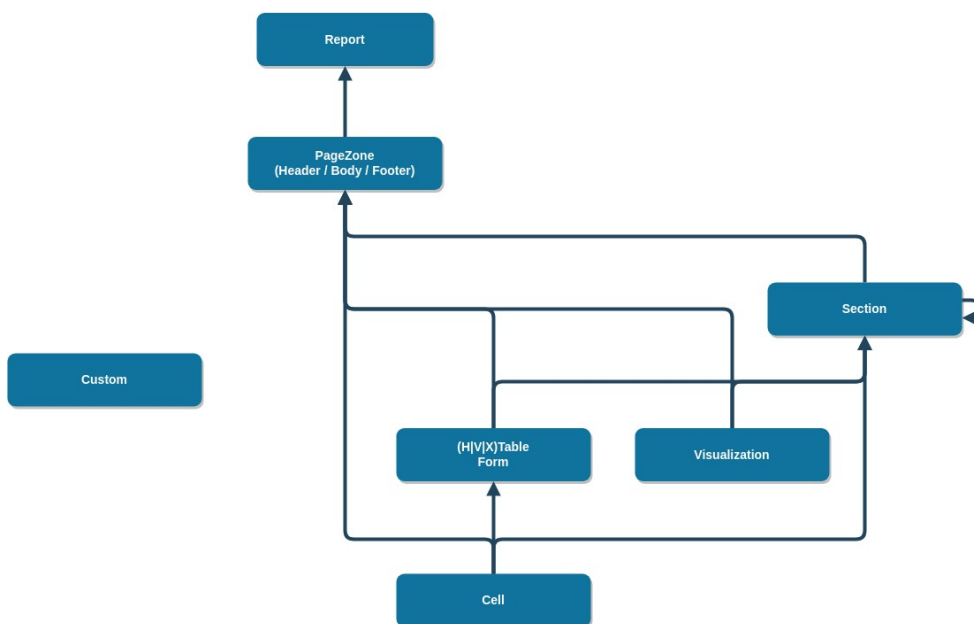 Report
PageZone
(Header / Body / Footer)
Section
Custom
(H|V|X)Table
Form
Visualization
Cell